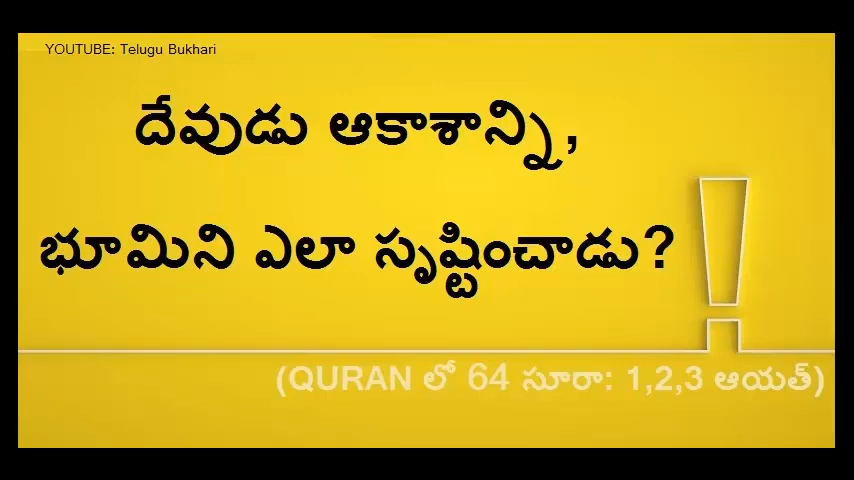 YOUTUBE: Telugu Bukhari
దేవుడు ఆకాశాన్ని,
భూమిని ఎలా సృష్టించాడు?
(QURAN లో 64 సూరా: 1,2,3 ఆయత్)